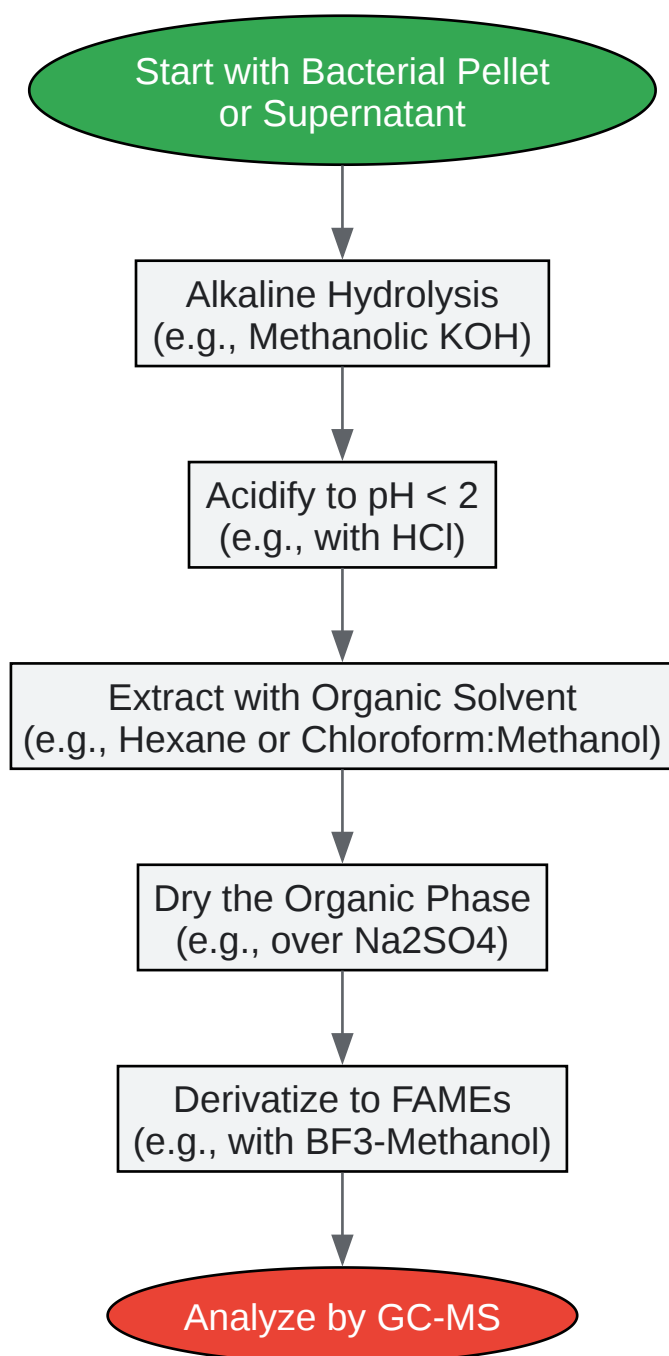 Start with Bacterial Pellet
or Supernatant
Alkaline Hydrolysis
(e.g., Methanolic KOH)
Acidify to pH < 2
(e.g., with HCl)
Extract with Organic Solvent
(e.g., Hexane or Chloroform:Methanol)
Dry the Organic Phase
(e.g., over Na2SO4)
Derivatize to FAMEs
(e.g., with BF3-Methanol)
Analyze by GC-MS